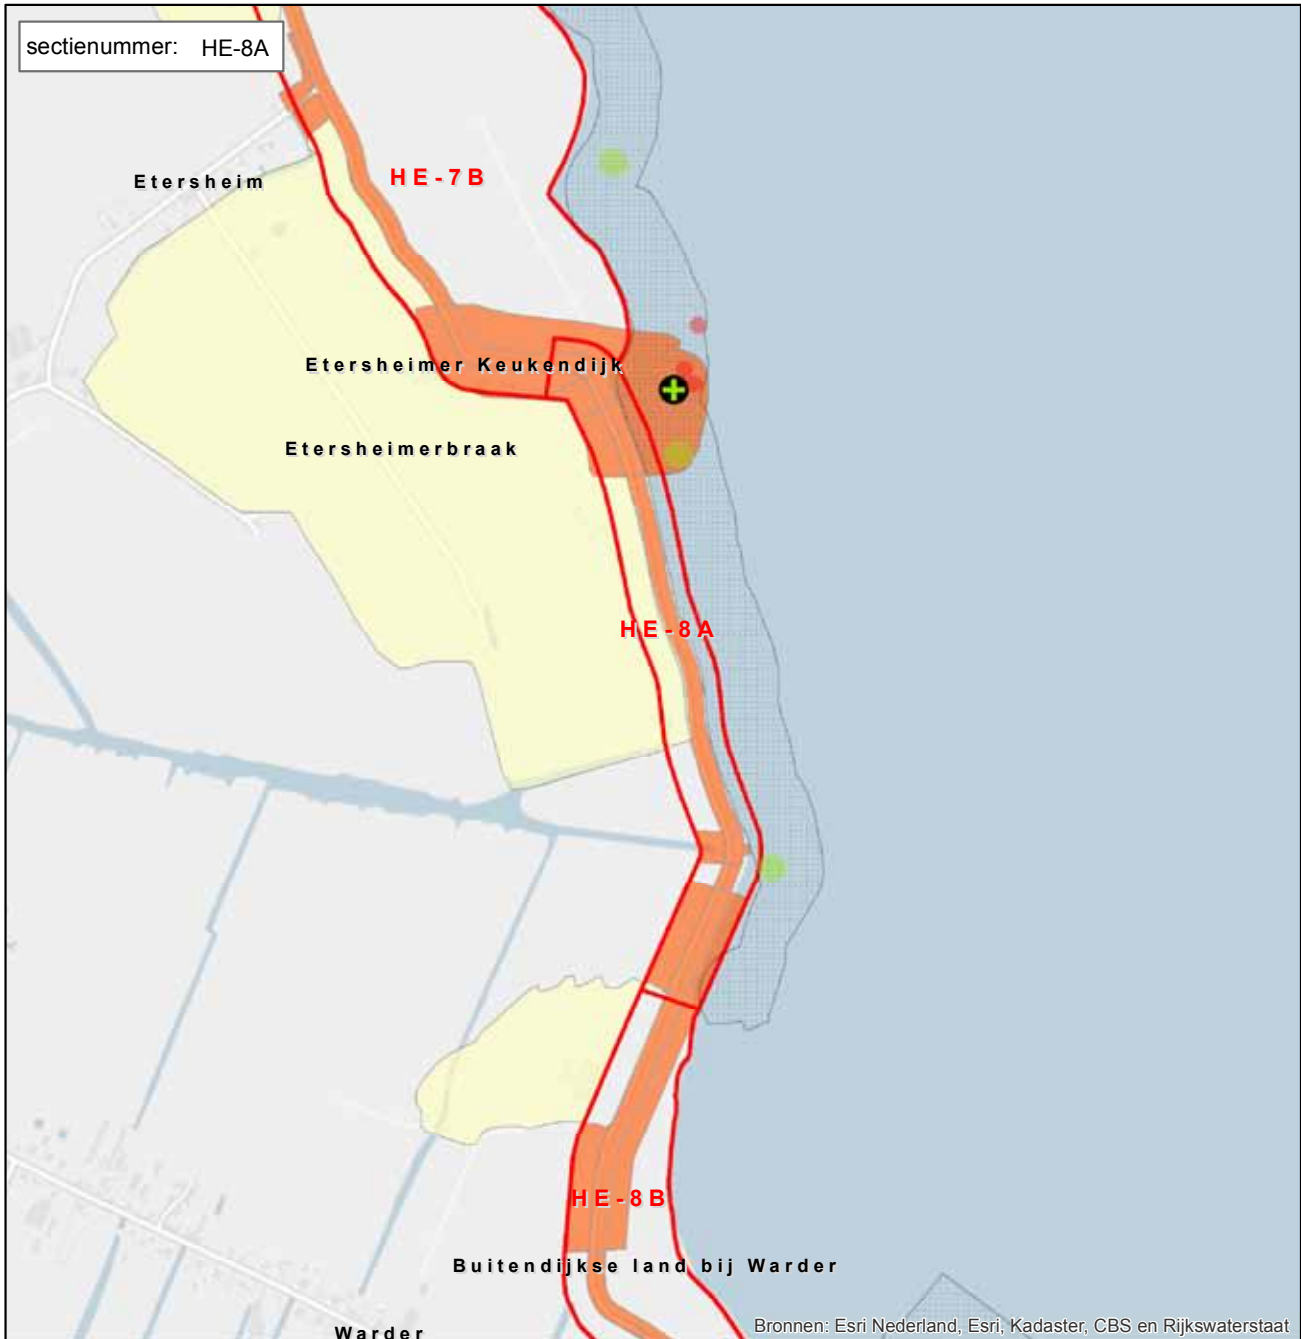 sectienummer: HE-8A
Etersheim
HE-7B
Etersheimer Keukendijk
Etersheimerbraak
HE-8A
HE-8B
Buitendijkse land bij Warder
Bronnen: Esri Nederland, Esri, Kadaster, CBS en Rijkswaterstaat
Warder